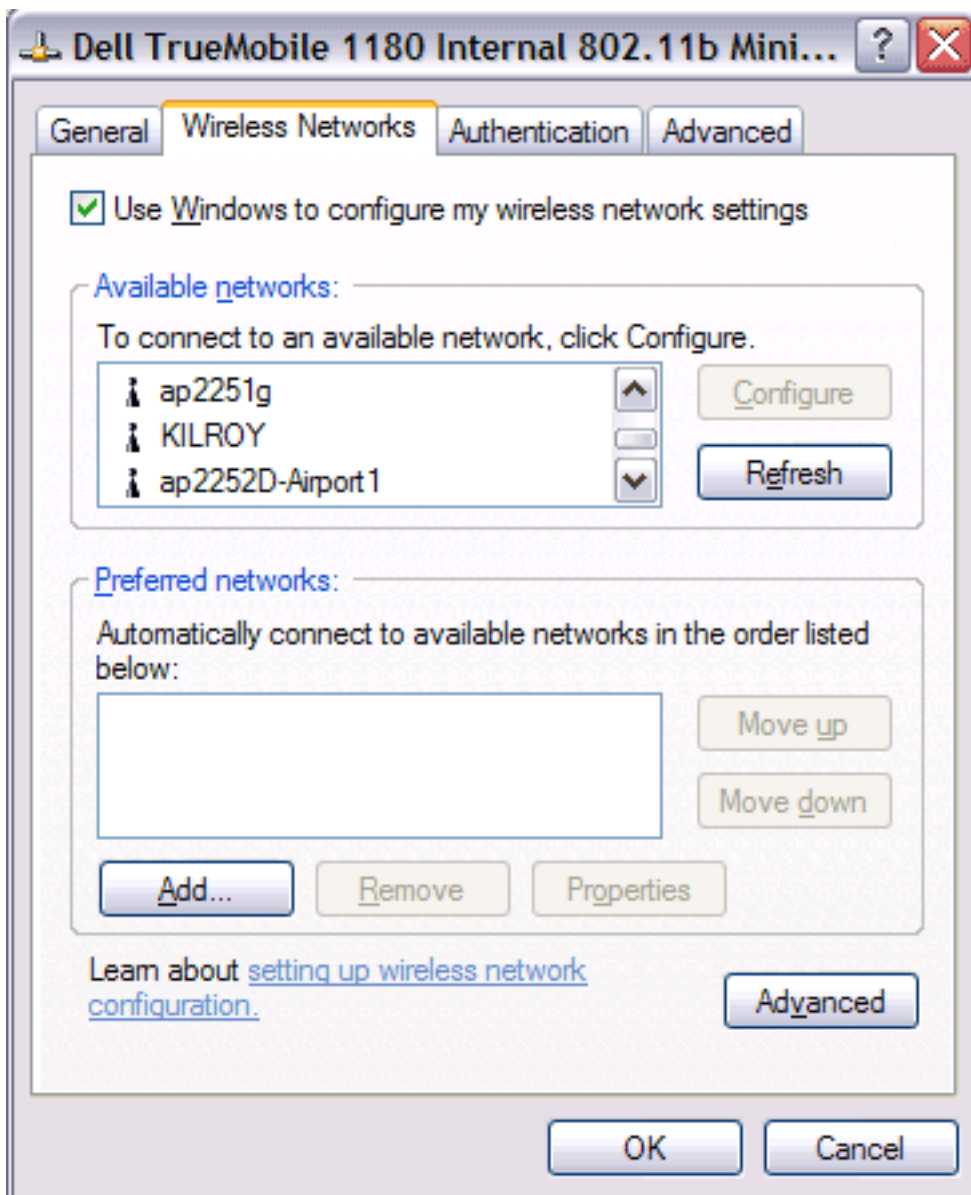 Dell TrueMobile 1180 Internal 802.11b Mini...
General Wireless Networks Authentication Advanced
Use Windows to configure my wireless network settings
Available networks:
To connect to an available network, click Configure.
ap2251g
KILROY
ap2252D-Airport1
Configure
Refresh
Preferred networks:
Automatically connect to available networks in the order listed
below:
Move up
Move down
Add... Remove Properties
Learn about setting up wireless network
configuration.
Advanced
OK Cancel